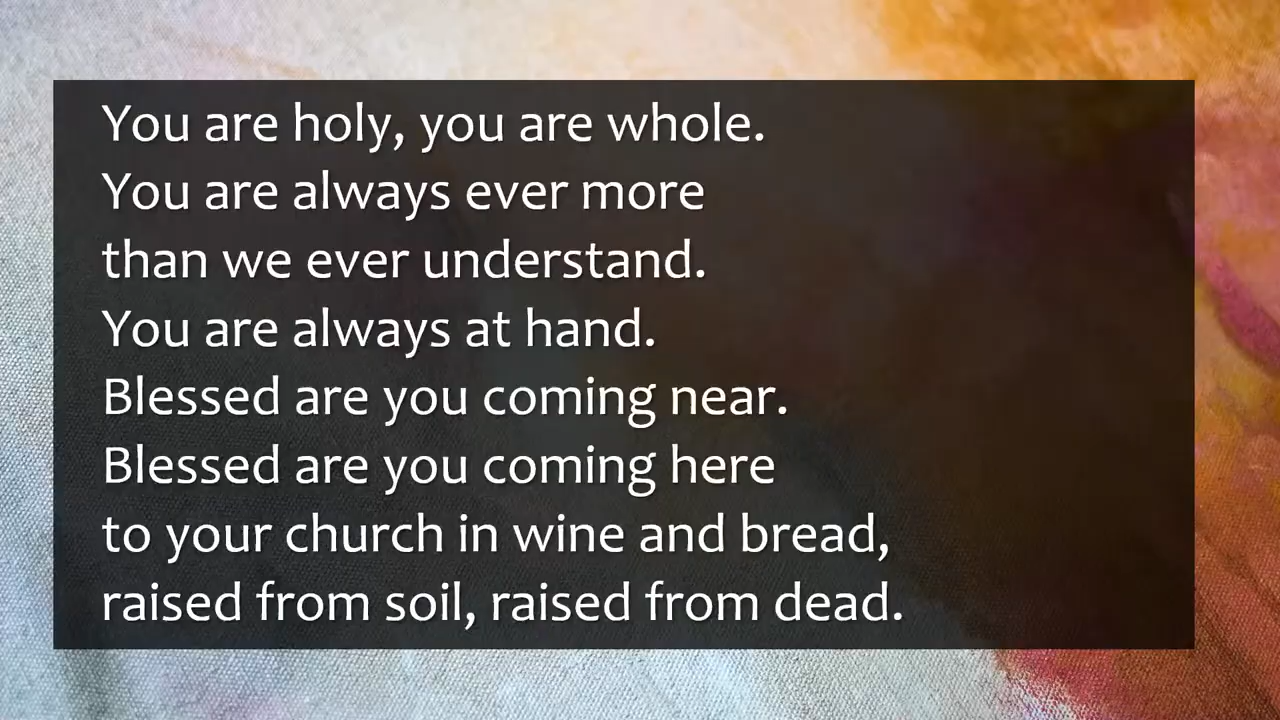 You are holy, you are whole.
You are always ever more
than we ever understand.
You are always at hand.
Blessed are you coming near.
Blessed are you coming here
to your church in wine and bread,
raised from soil, raised from dead.